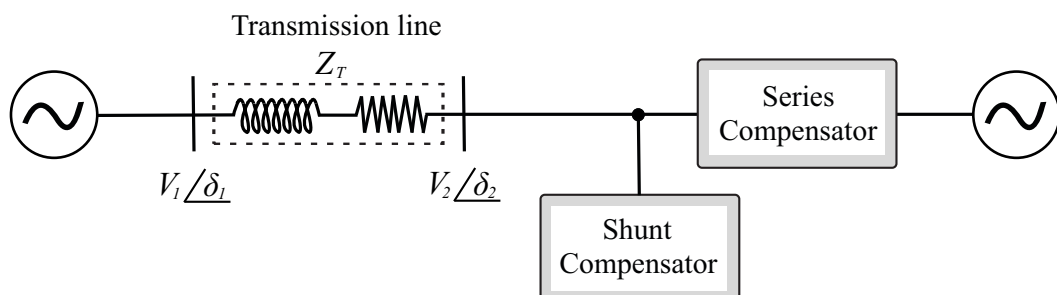 Transmission line
Z_T
V_1/δ_1
V_2/δ_2
Series
Compensator
Shunt
Compensator